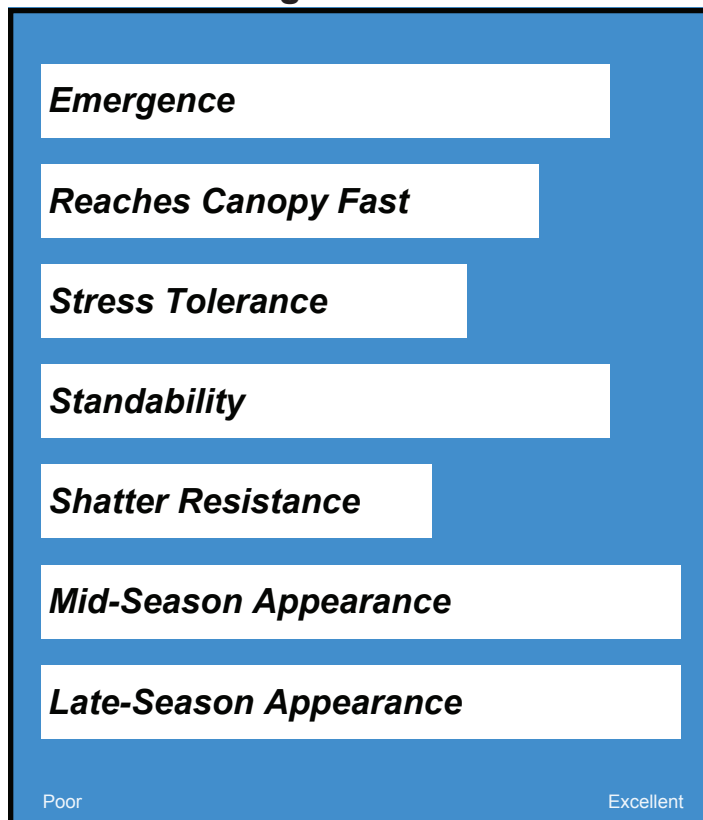 Emergence
Reaches Canopy Fast
Stress Tolerance
Standability
Shatter Resistance
Mid-Season Appearance
Late-Season Appearance
Poor Excellent